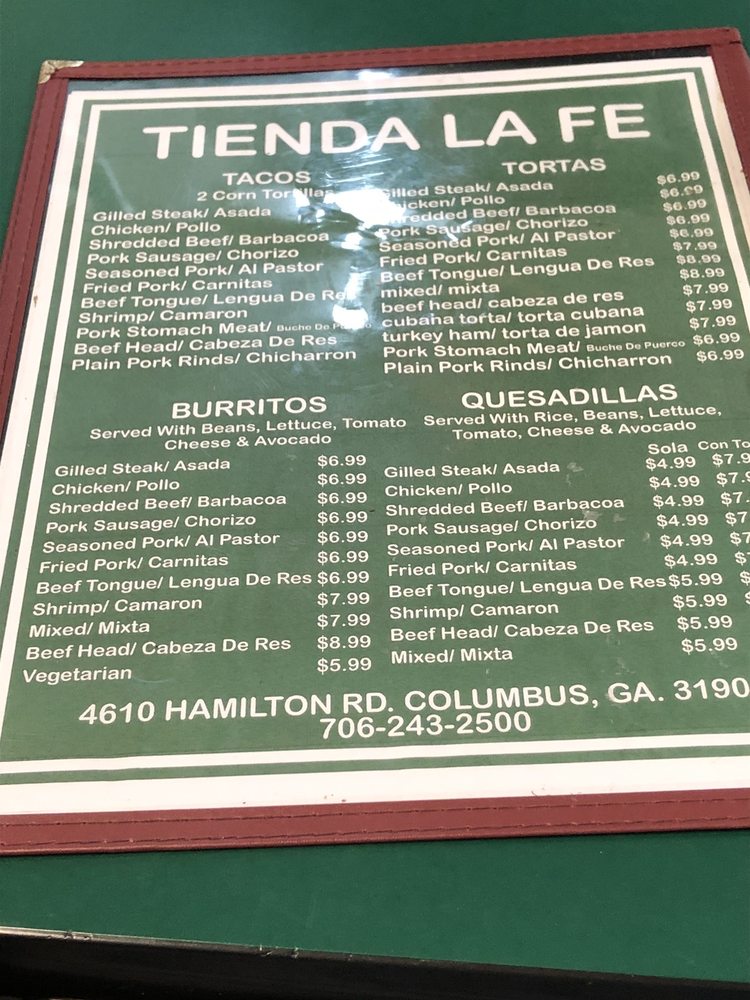 TIENDA LA FE
TACOS
2 Corn Tortillas
Gilled Steak/ Asada
Chicken/ Pollo
Shredded Beef/ Barbacoa
Pork Sausage/ Chorizo
Seasoned Pork/ Al Pastor
Fried Pork/ Carnitas
Beef Tongue/ Lengua De
Shrimp/ Camaron
Pork Stomach Meat/ Buche De
Beef Head/ Cabeza De Res
Plain Pork Rinds/ Chicharron
TORTAS
Gilled Steak/ Asada $6.99
Chicken/ Pollo $6.99
Shredded Beef/ Barbacoa $6.99
Pork Sausage/ Chorizo $6.99
Seasoned Pork/ Al Pastor $6.99
Fried Pork/ Carnitas $7.99
Beef Tongue/ Lengua De Res $8.99
mixed/ mixta $8.99
beef head/ cabeza de res $7.99
cubana torta/ torta cubana $7.99
turkey ham/ torta de jamon $7.99
Pork Stomach Meat/ Buche De Puerco $6.99
Plain Pork Rinds/ Chicharron $6.99
BURRITOS
Served With Beans, Lettuce, Tomato
Cheese & Avocado
Gilled Steak/ Asada $6.99
Chicken/ Pollo $6.99
Shredded Beef/ Barbacoa $6.99
Pork Sausage/ Chorizo $6.99
Seasoned Pork/ Al Pastor $6.99
Fried Pork/ Carnitas $6.99
Beef Tongue/ Lengua De Res $6.99
Shrimp/ Camaron $7.99
Mixed/ Mixta $7.99
Beef Head/ Cabeza De Res $8.99
Vegetarian $5.99
QUESADILLAS
Served With Rice, Beans, Lettuce,
Tomato, Cheese & Avocado
Sola Con
Gilled Steak/ Asada $4.99
Chicken/ Pollo $4.99
Shredded Beef/ Barbacoa $4.99
Pork Sausage/ Chorizo $4.99
Seasoned Pork/ Al Pastor $4.99
Fried Pork/ Carnitas $4.99
Beef Tongue/ Lengua De Res $5.99
Shrimp/ Camaron $5.99
Beef Head/ Cabeza De Res $5.99
Mixed/ Mixta $5.99
4610 HAMILTON RD. COLUMBUS, GA. 3190
706-243-2500